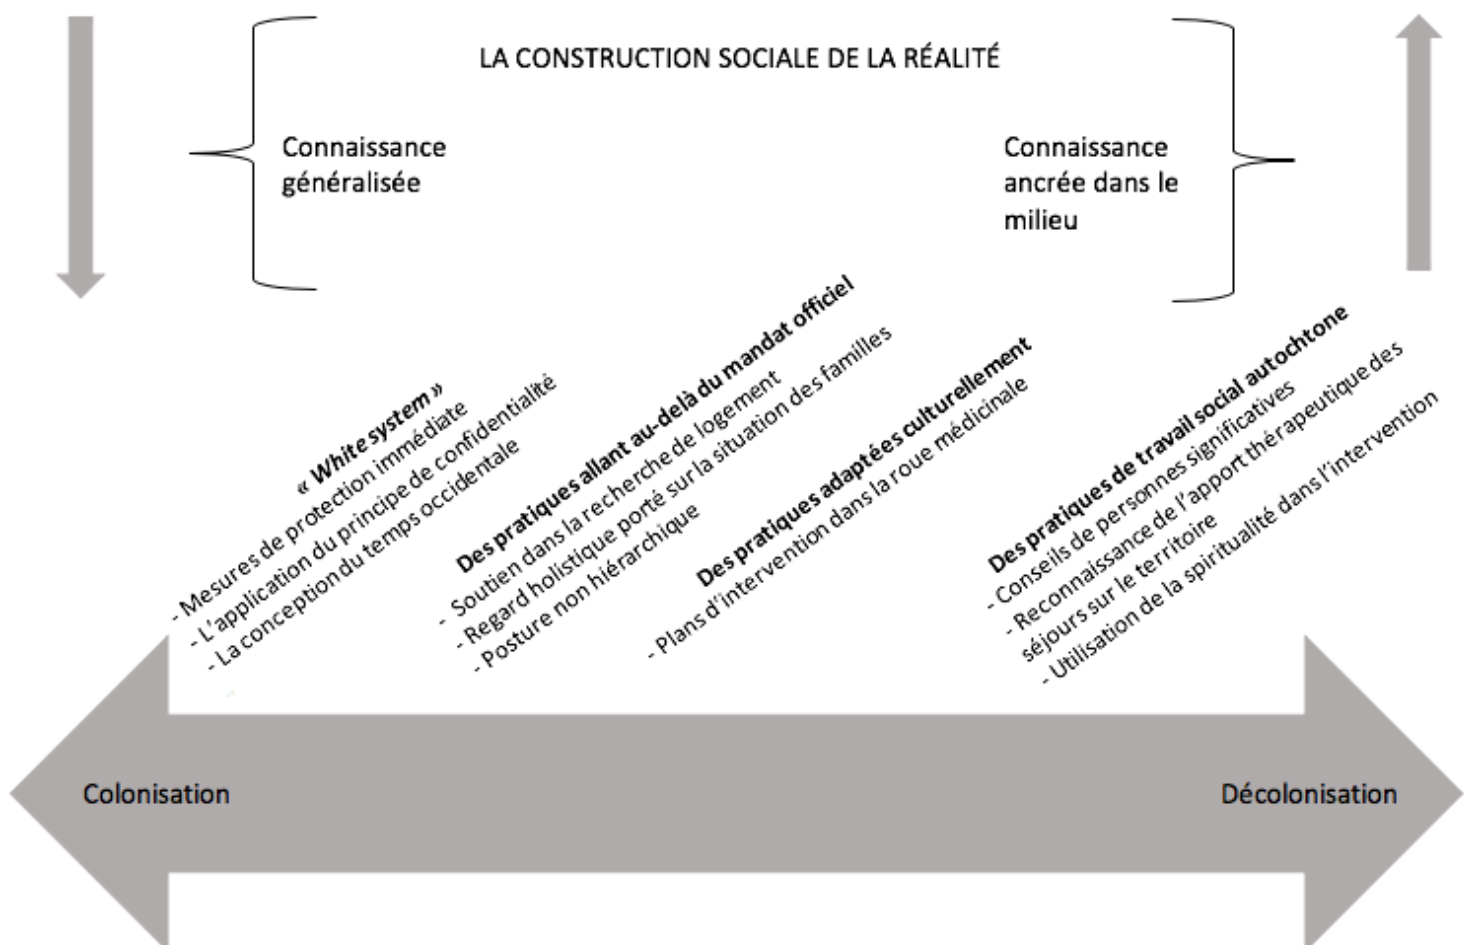 LA CONSTRUCTION SOCIALE DE LA RÉALITÉ
Connaissance
généralisée
Connaissance
ancrée dans le
milieu
« White system »
- Mesures de protection immédiate
- L'application du principe de confidentialité
- La conception du temps occidentale
Des pratiques allant au-delà du mandat officiel
- Soutien dans la recherche de logement
- Regard holistique porté sur la situation des familles
- Posture non hiérarchique
Des pratiques adaptées culturellement
- Plans d'intervention dans la roue médicinale
Des pratiques de travail social autochtone
- Conseils de personnes significatives
- Reconnaissance de l'apport thérapeutique des
séjours sur le territoire
- Utilisation de la spiritualité dans l'intervention
Colonisation
Décolonisation